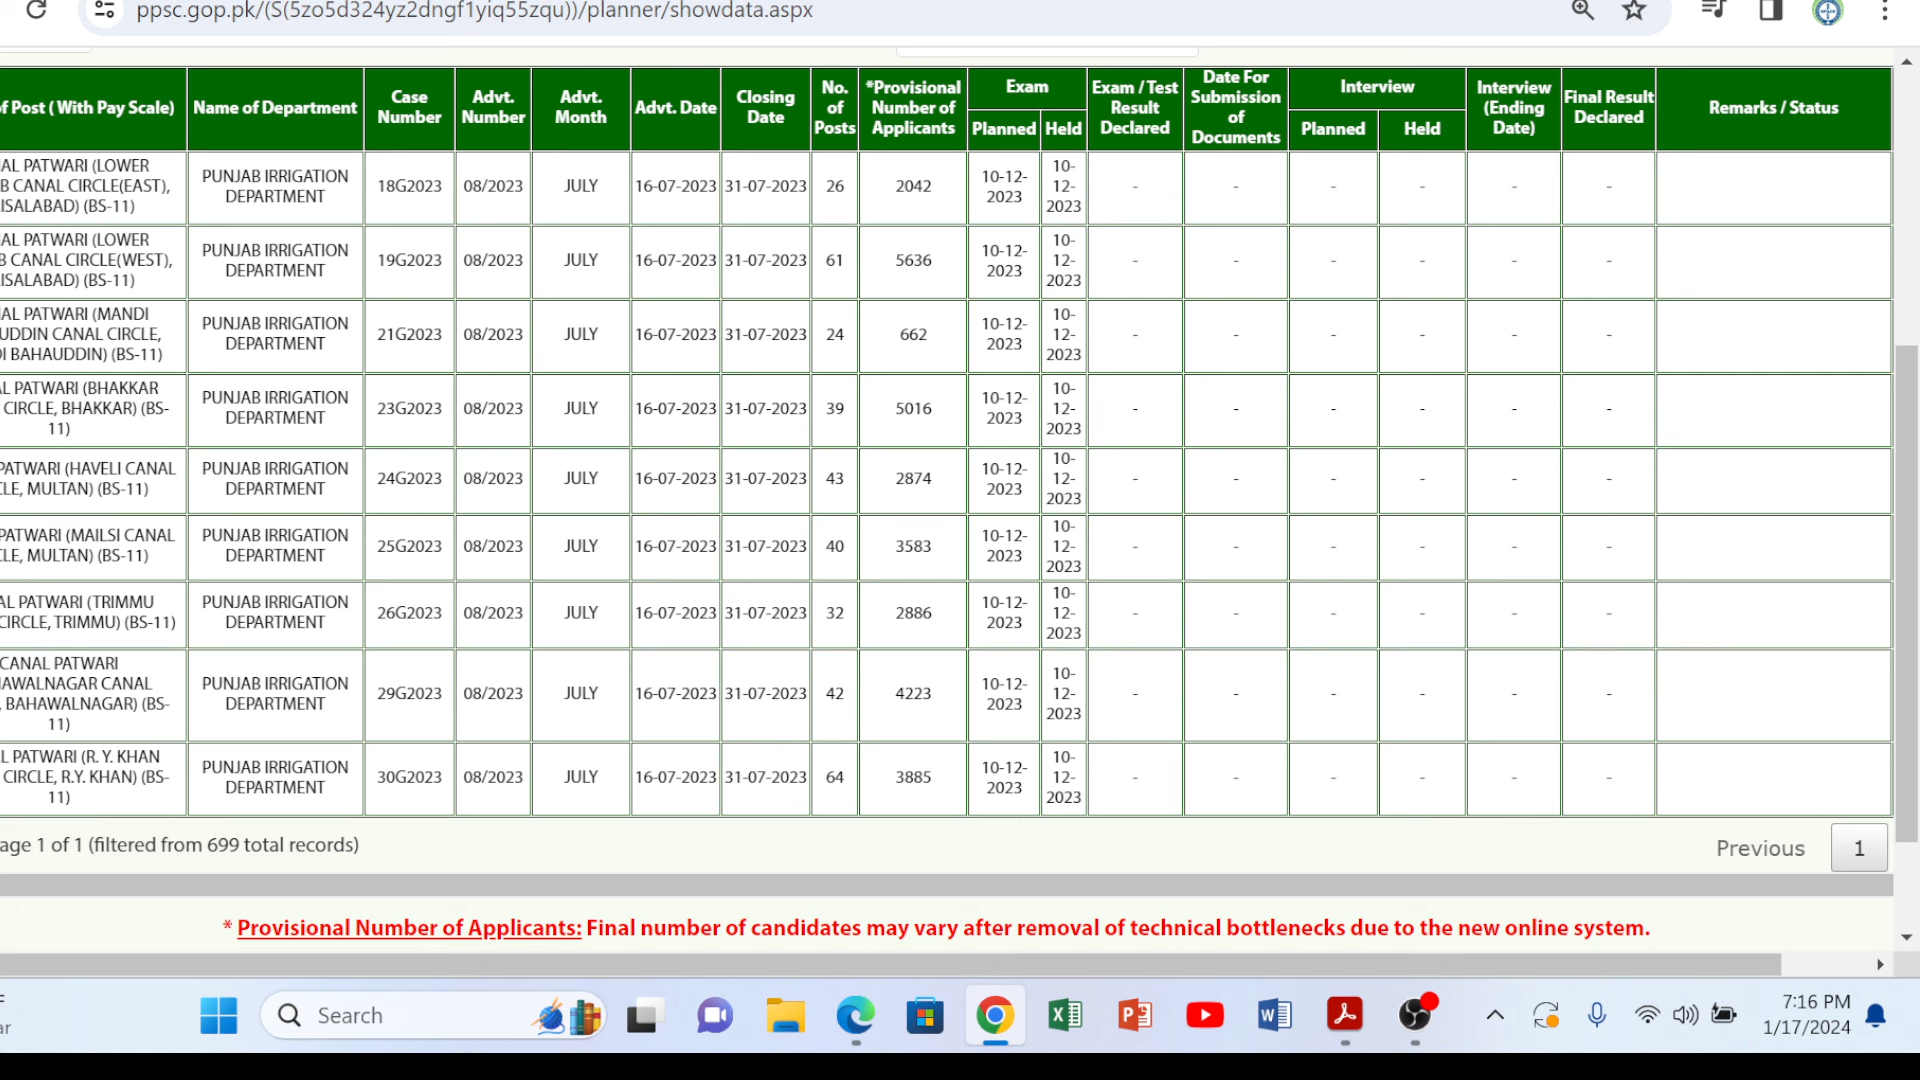 ppsc.gop.pk/(S(5zo5d324yz2dngf1yiq55zqu))/planner/showdata.aspx
f Post ( With Pay Scale) Name of Department Case Number Advt. Number Advt. Month Advt. Date Closing Date No. of Posts *Provisional Number of Applicants Exam Planned Held Exam / Test Result Declared Date For Submission of Documents Interview Planned Held Interview (Ending Date) Final Result Declared Remarks / Status
AL PATWARI (LOWER B CANAL CIRCLE(EAST), ISALABAD) (BS-11) PUNJAB IRRIGATION DEPARTMENT 18G2023 08/2023 JULY 16-07-2023 31-07-2023 26 2042 10-12-2023 10-12-2023 - - - - - -
AL PATWARI (LOWER B CANAL CIRCLE(WEST), ISALABAD) (BS-11) PUNJAB IRRIGATION DEPARTMENT 19G2023 08/2023 JULY 16-07-2023 31-07-2023 61 5636 10-12-2023 10-12-2023 - - - - - -
AL PATWARI (MANDI UDDIN CANAL CIRCLE, DI BAHAUDDIN) (BS-11) PUNJAB IRRIGATION DEPARTMENT 21G2023 08/2023 JULY 16-07-2023 31-07-2023 24 662 10-12-2023 10-12-2023 - - - - - -
L PATWARI (BHAKKAR CIRCLE, BHAKKAR) (BS-11) PUNJAB IRRIGATION DEPARTMENT 23G2023 08/2023 JULY 16-07-2023 31-07-2023 39 5016 10-12-2023 10-12-2023 - - - - - -
PATWARI (HAVELI CANAL CLE, MULTAN) (BS-11) PUNJAB IRRIGATION DEPARTMENT 24G2023 08/2023 JULY 16-07-2023 31-07-2023 43 2874 10-12-2023 10-12-2023 - - - - - -
PATWARI (MAILSI CANAL CLE, MULTAN) (BS-11) PUNJAB IRRIGATION DEPARTMENT 25G2023 08/2023 JULY 16-07-2023 31-07-2023 40 3583 10-12-2023 10-12-2023 - - - - - -
AL PATWARI (TRIMMU CIRCLE, TRIMMU) (BS-11) PUNJAB IRRIGATION DEPARTMENT 26G2023 08/2023 JULY 16-07-2023 31-07-2023 32 2886 10-12-2023 10-12-2023 - - - - - -
CANAL PATWARI AWALNAGAR CANAL , BAHAWALNAGAR) (BS-11) PUNJAB IRRIGATION DEPARTMENT 29G2023 08/2023 JULY 16-07-2023 31-07-2023 42 4223 10-12-2023 10-12-2023 - - - - - -
L PATWARI (R. Y. KHAN CIRCLE, R.Y. KHAN) (BS-11) PUNJAB IRRIGATION DEPARTMENT 30G2023 08/2023 JULY 16-07-2023 31-07-2023 64 3885 10-12-2023 10-12-2023 - - - - - -
age 1 of 1 (filtered from 699 total records) Previous 1
* Provisional Number of Applicants: Final number of candidates may vary after removal of technical bottlenecks due to the new online system.
Search
7:16 PM
1/17/2024